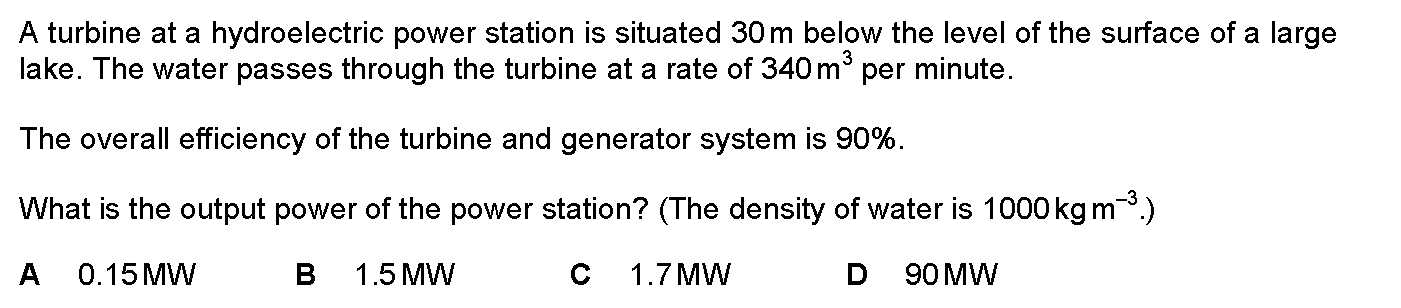 A turbine at a hydroelectric power station is situated 30 m below the level of the surface of a large
lake. The water passes through the turbine at a rate of 340 m³ per minute.
The overall efficiency of the turbine and generator system is 90%.
What is the output power of the power station? (The density of water is 1000 kg m⁻³.)
A 0.15 MW B 1.5 MW C 1.7 MW D 90 MW